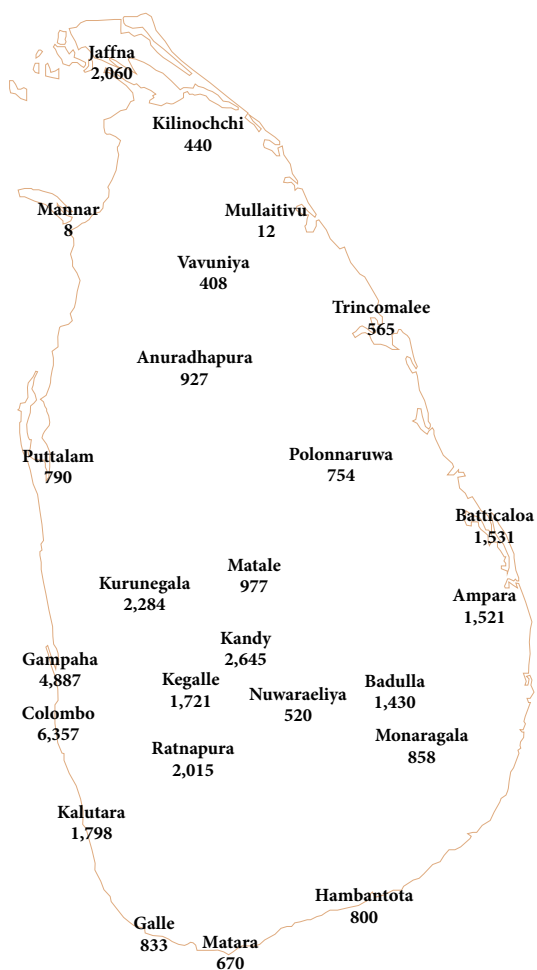 Jaffna
2,060
Kilinochchi
440
Mannar
8
Mullaitivu
12
Vavuniya
408
Trincomalee
565
Anuradhapura
927
Puttalam
790
Polonnaruwa
754
Batticaloa
1,531
Matale
977
Kurunegala
2,284
Ampara
1,521
Kandy
2,645
Gampaha
4,887
Kegalle
1,721
Nuwaraeliya
520
Badulla
1,430
Colombo
6,357
Monaragala
858
Ratnapura
2,015
Kalutara
1,798
Hambantota
800
Galle
833
Matara
670